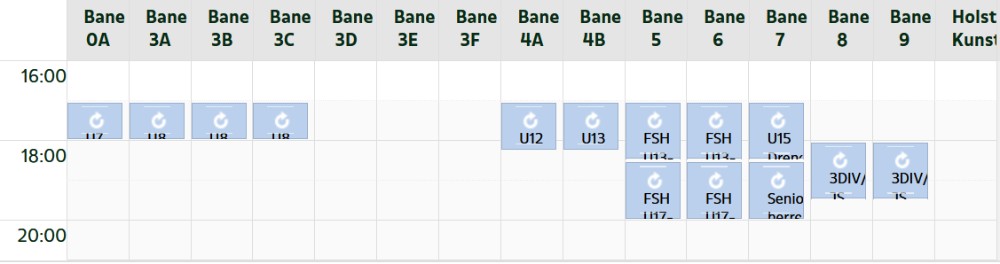 Bane 0A Bane 3A Bane 3B Bane 3C Bane 3D Bane 3E Bane 3F Bane 4A Bane 4B Bane 5 Bane 6 Bane 7 Bane 8 Bane 9 Holst Kunst
16:00
U7 U8 U8 U8 U12 U13 FSH U13- FSH U13- U15 Dreng
18:00
3DIV/ JS 3DIV/ JS
FSH U17- FSH U17- Senio herre
20:00